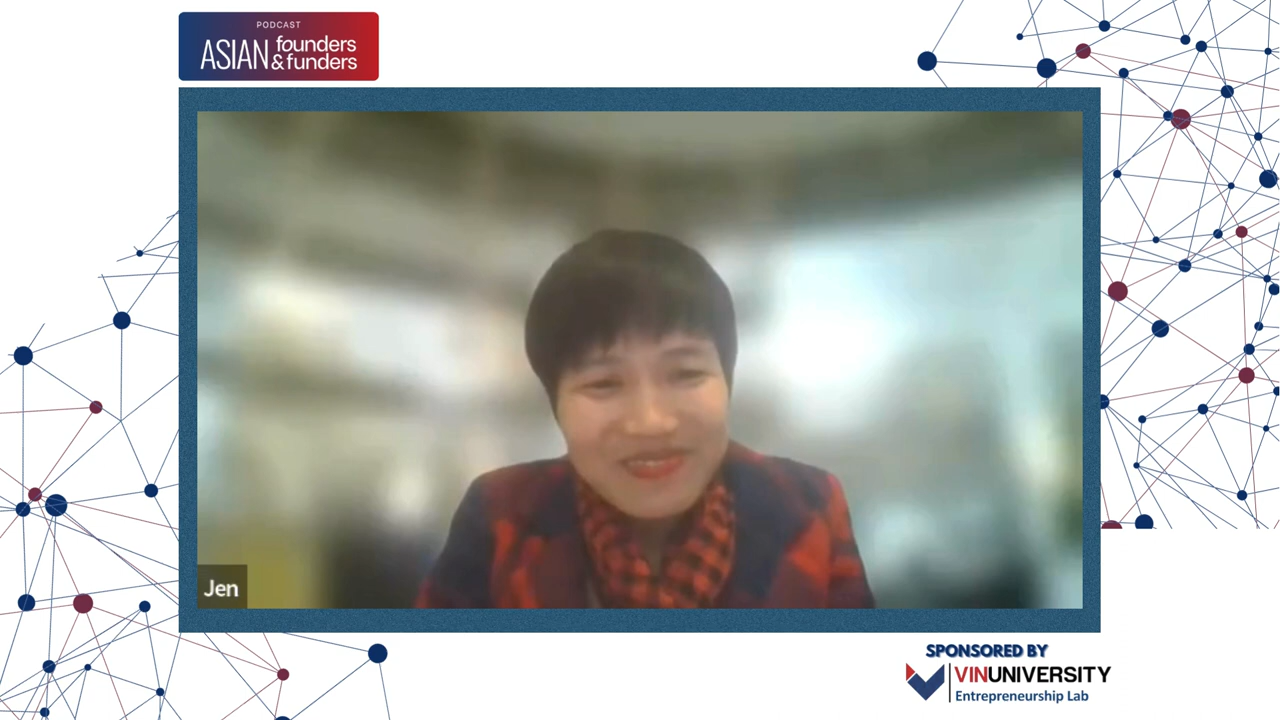 PODCAST
ASIAN founders
& funders
Jen
SPONSORED BY
VINUNIVERSITY
Entrepreneurship Lab